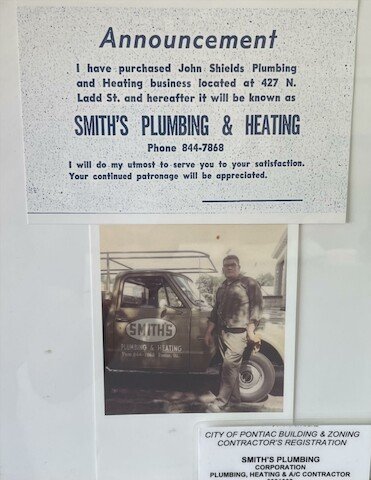 Announcement
I have purchased John Shields Plumbing
and Heating business located at 427 N.
Ladd St. and hereafter it will be known as
SMITH'S PLUMBING & HEATING
Phone 844-7868
I will do my utmost to serve you to your satisfaction.
Your continued patronage will be appreciated.
SMITH'S
PLUMBING & HEATING
CITY OF PONTIAC BUILDING & ZONING
CONTRACTOR'S REGISTRATION
SMITH'S PLUMBING
CORPORATION
PLUMBING, HEATING & A/C CONTRACTOR